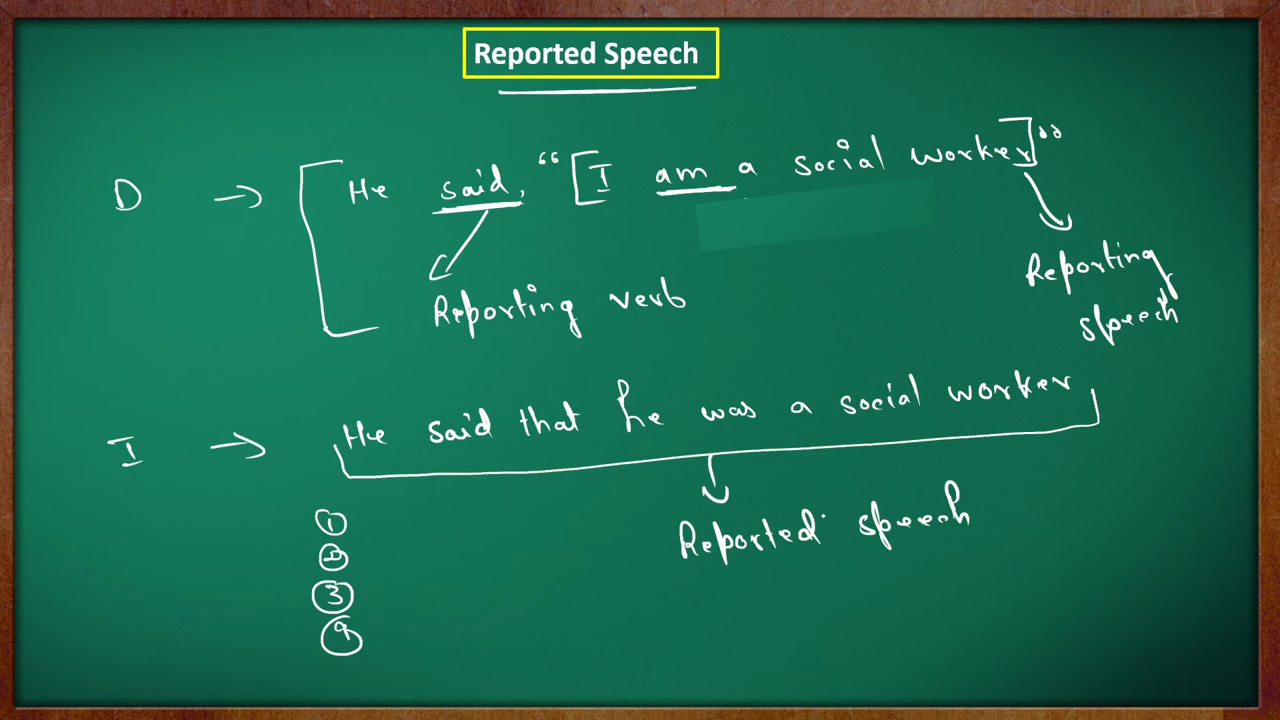 Reported Speech
D → He said, “[I am a social worker]”
Reporting verb
Reporting
speech
I → He said that he was a social worker
Reported speech
①
②
③
④